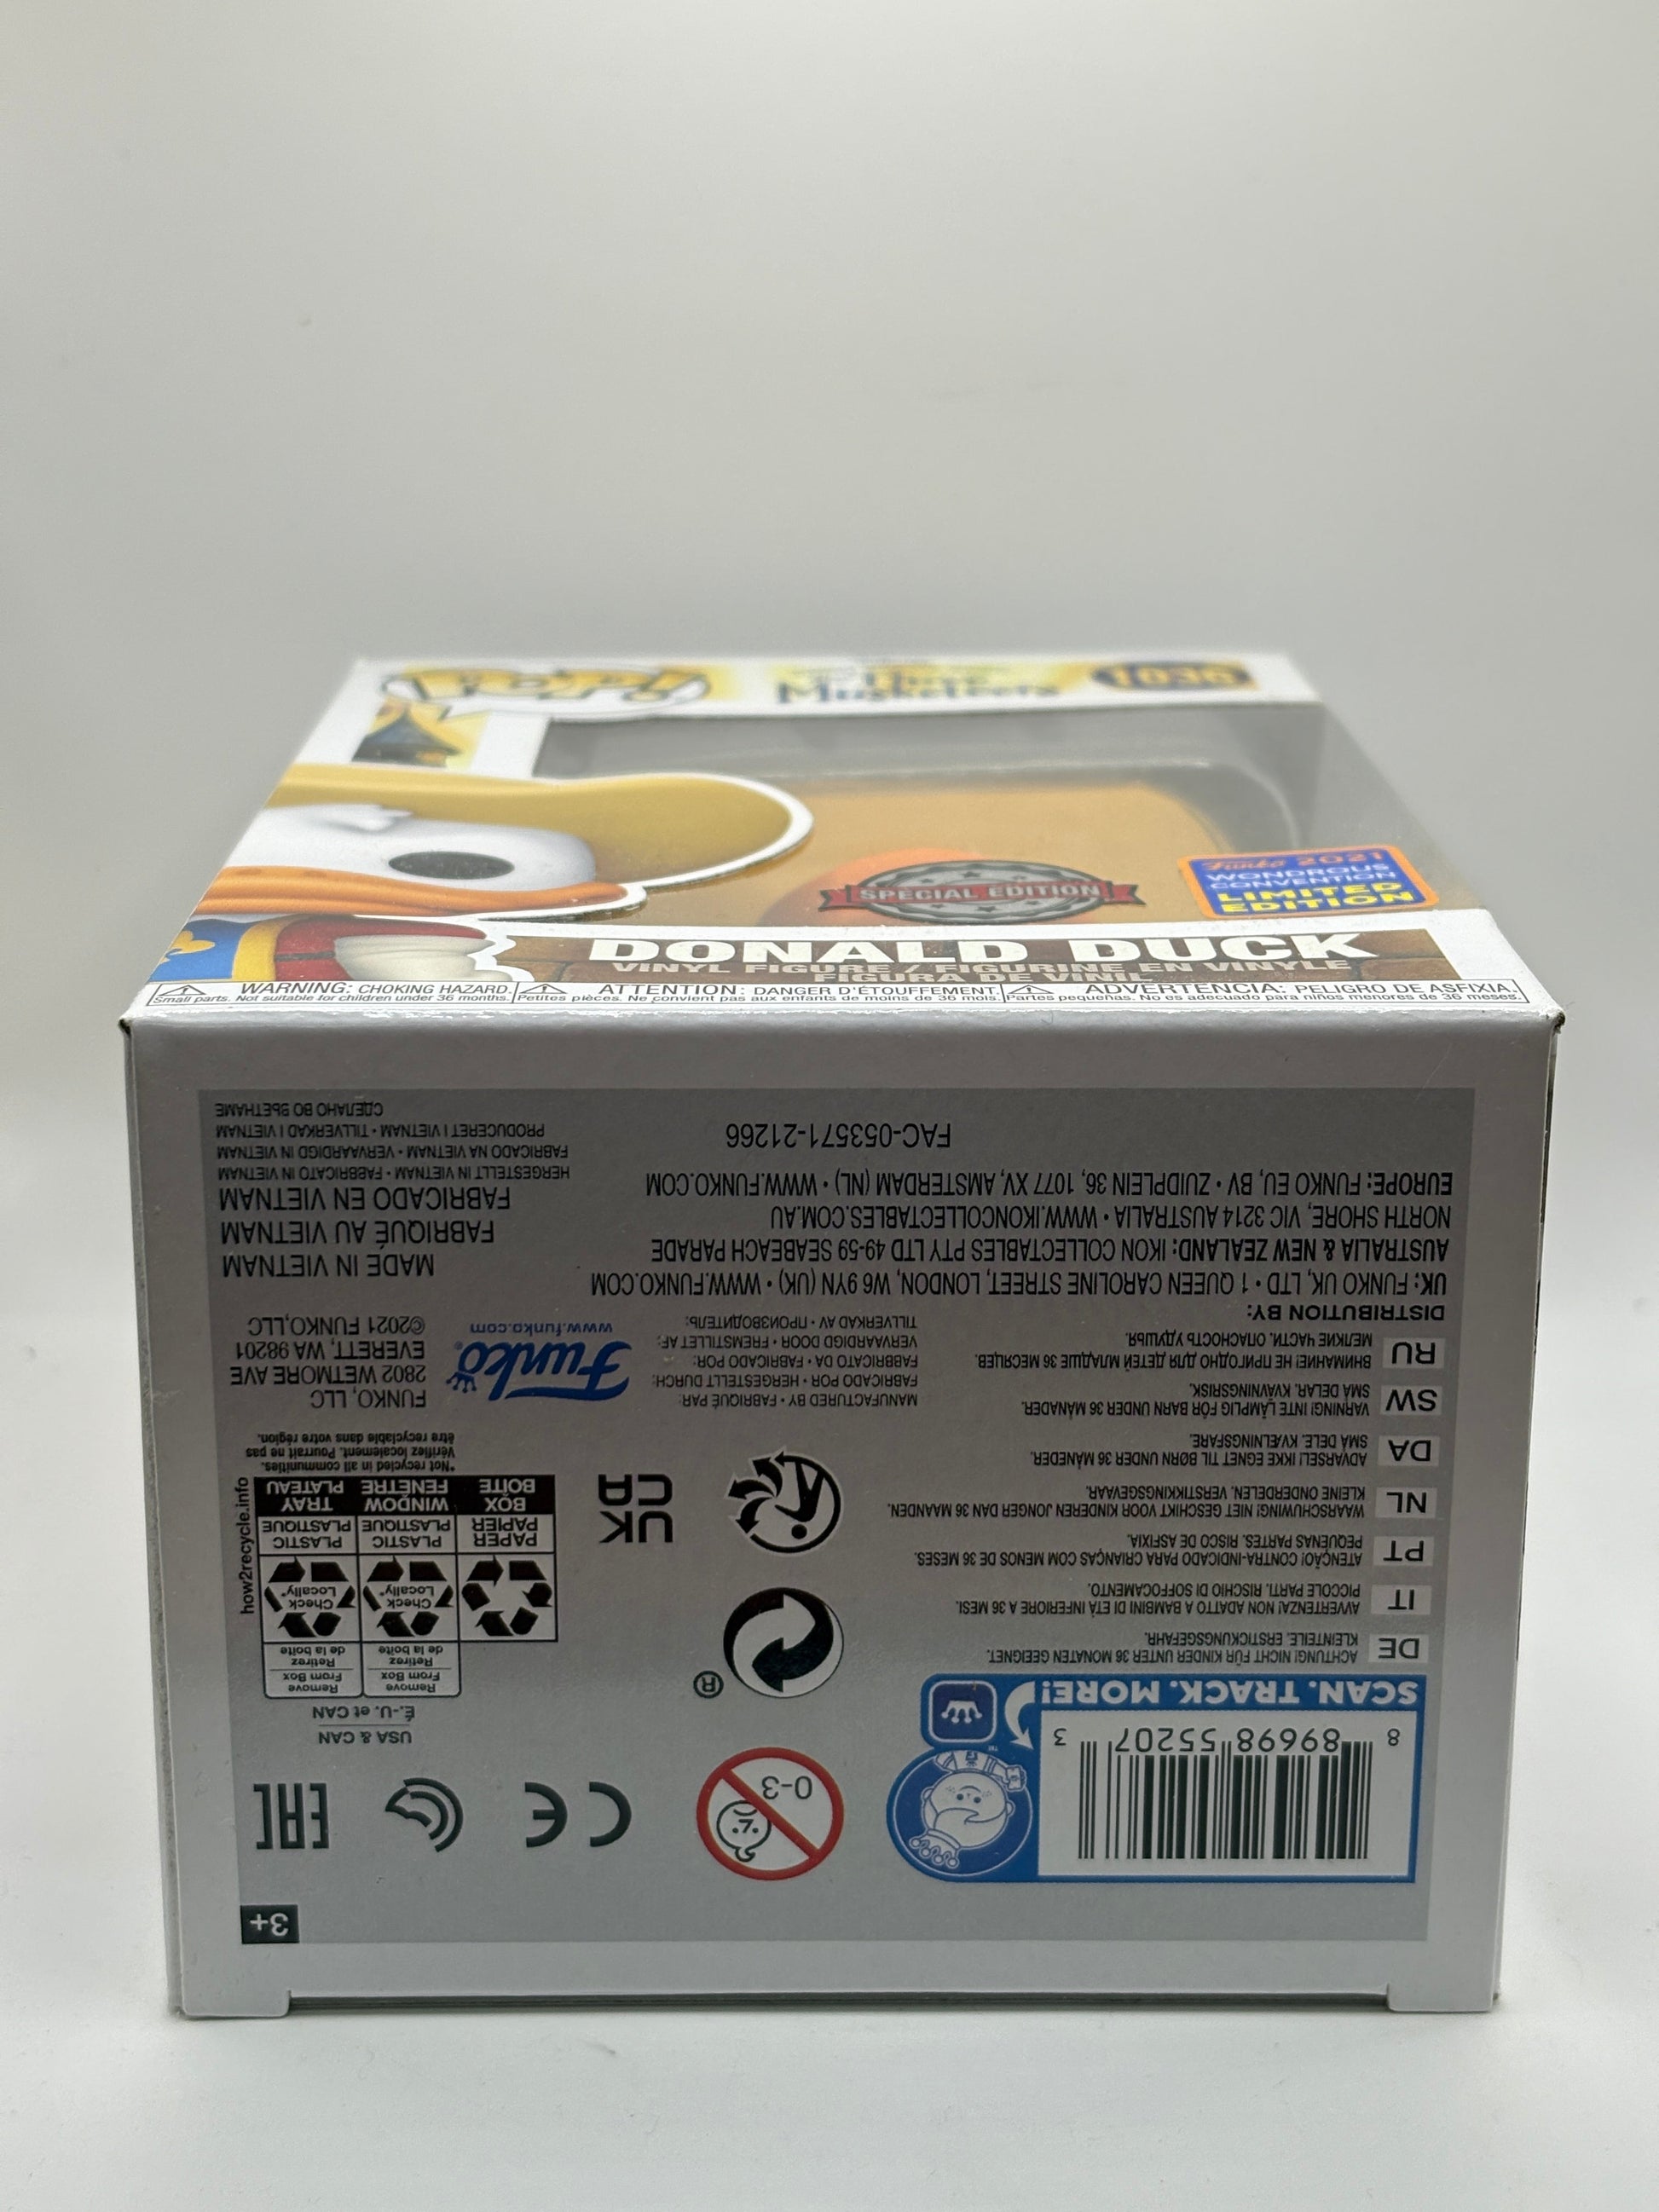 POP!
The Three
Musketeers
1036
SPECIAL EDITION
Funko 2021
WONDROUS
CONVENTION
LIMITED
EDITION
DONALD DUCK
VINYL FIGURE / FIGURINE EN VINYLE
FIGURA DE VINIL
WARNING: CHOKING HAZARD.
Small parts. Not suitable for children under 36 months.
ATTENTION: DANGER D'ÉTOUFFEMENT.
Petites pièces. Ne convient pas aux enfants de moins de 36 mois.
ADVERTENCIA: PELIGRO DE ASFIXIA.
Partes pequeñas. No es adecuado para niños menores de 36 meses.
3+
8 89698 55207 3
SCAN. TRACK. MORE!
TM
0-3
CE
EAC
USA & CAN
É.-U. et CAN
Remove
From Box
Retirez
de la boîte
Remove
From Box
Retirez
de la boîte
Check
Locally*
Check
Locally*
PAPER
PAPIER
PLASTIC
PLASTIQUE
PLASTIC
PLASTIQUE
BOX
BOÎTE
WINDOW
FENÊTRE
TRAY
PLATEAU
how2recycle.info
*Not recycled in all communities.
Vérifiez localement. Pourrait ne pas
être recyclable dans votre région.
®
UK
CA
DE
ACHTUNG! NICHT FÜR KINDER UNTER 36 MONATEN GEEIGNET.
KLEINTEILE. ERSTICKUNGSGEFAHR.
IT
AVVERTENZA! NON ADATTO A BAMBINI DI ETÀ INFERIORE A 36 MESI.
PICCOLE PARTI. RISCHIO DI SOFFOCAMENTO.
PT
ATENÇÃO! CONTRA-INDICADO PARA CRIANÇAS COM MENOS DE 36 MESES.
PEQUENAS PARTES. RISCO DE ASFIXIA.
NL
WAARSCHUWING! NIET GESCHIKT VOOR KINDEREN JONGER DAN 36 MAANDEN.
KLEINE ONDERDELEN. VERSTIKKINGSGEVAAR.
DA
ADVARSEL! IKKE EGNET TIL BØRN UNDER 36 MÅNEDER.
SMÅ DELE. KVÆLNINGSFARE.
SW
VARNING! INTE LÄMPLIG FÖR BARN UNDER 36 MÅNADER.
SMÅ DELAR. KVÄVNINGSRISK.
RU
ВНИМАНИЕ! НЕ ПРИГОДНО ДЛЯ ДЕТЕЙ МЛАДШЕ 36 МЕСЯЦЕВ.
МЕЛКИЕ ЧАСТИ. ОПАСНОСТЬ УДУШЬЯ.
MANUFACTURED BY • FABRIQUÉ PAR:
FABRICADO POR • HERGESTELLT DURCH:
FABBRICATO DA • FABRICADO POR:
VERVAARDIGD DOOR • FREMSTILLET AF:
TILLVERKAD AV • ПРОИЗВОДИТЕЛЬ:
Funko
www.funko.com
FUNKO, LLC
2802 WETMORE AVE
EVERETT, WA 98201
©2021 FUNKO,LLC
DISTRIBUTION BY:
UK: FUNKO UK, LTD • 1 QUEEN CAROLINE STREET, LONDON, W6 9YN (UK) • WWW.FUNKO.COM
AUSTRALIA & NEW ZEALAND: IKON COLLECTABLES PTY LTD 49-59 SEABEACH PARADE
NORTH SHORE, VIC 3214 AUSTRALIA • WWW.IKONCOLLECTABLES.COM.AU
EUROPE: FUNKO EU, BV • ZUIDPLEIN 36, 1077 XV, AMSTERDAM (NL) • WWW.FUNKO.COM
FAC-053571-21266
MADE IN VIETNAM
FABRIQUÉ AU VIETNAM
FABRICADO EN VIETNAM
HERGESTELLT IN VIETNAM • FABBRICATO IN VIETNAM
FABRICADO NA VIETNAM • VERVAARDIGD IN VIETNAM
PRODUCERET I VIETNAM • TILLVERKAD I VIETNAM
СДЕЛАНО ВО ВЬЕТНАМЕ